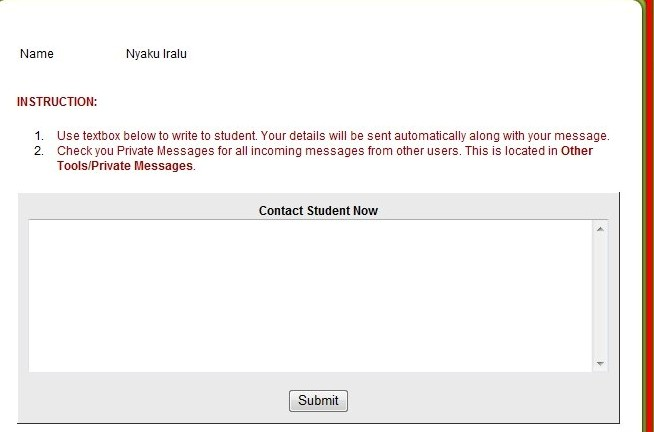 Name Nyaku Iralu
INSTRUCTION:
1. Use textbox below to write to student. Your details will be sent automatically along with your message.
2. Check you Private Messages for all incoming messages from other users. This is located in Other
Tools/Private Messages.
Contact Student Now
Submit